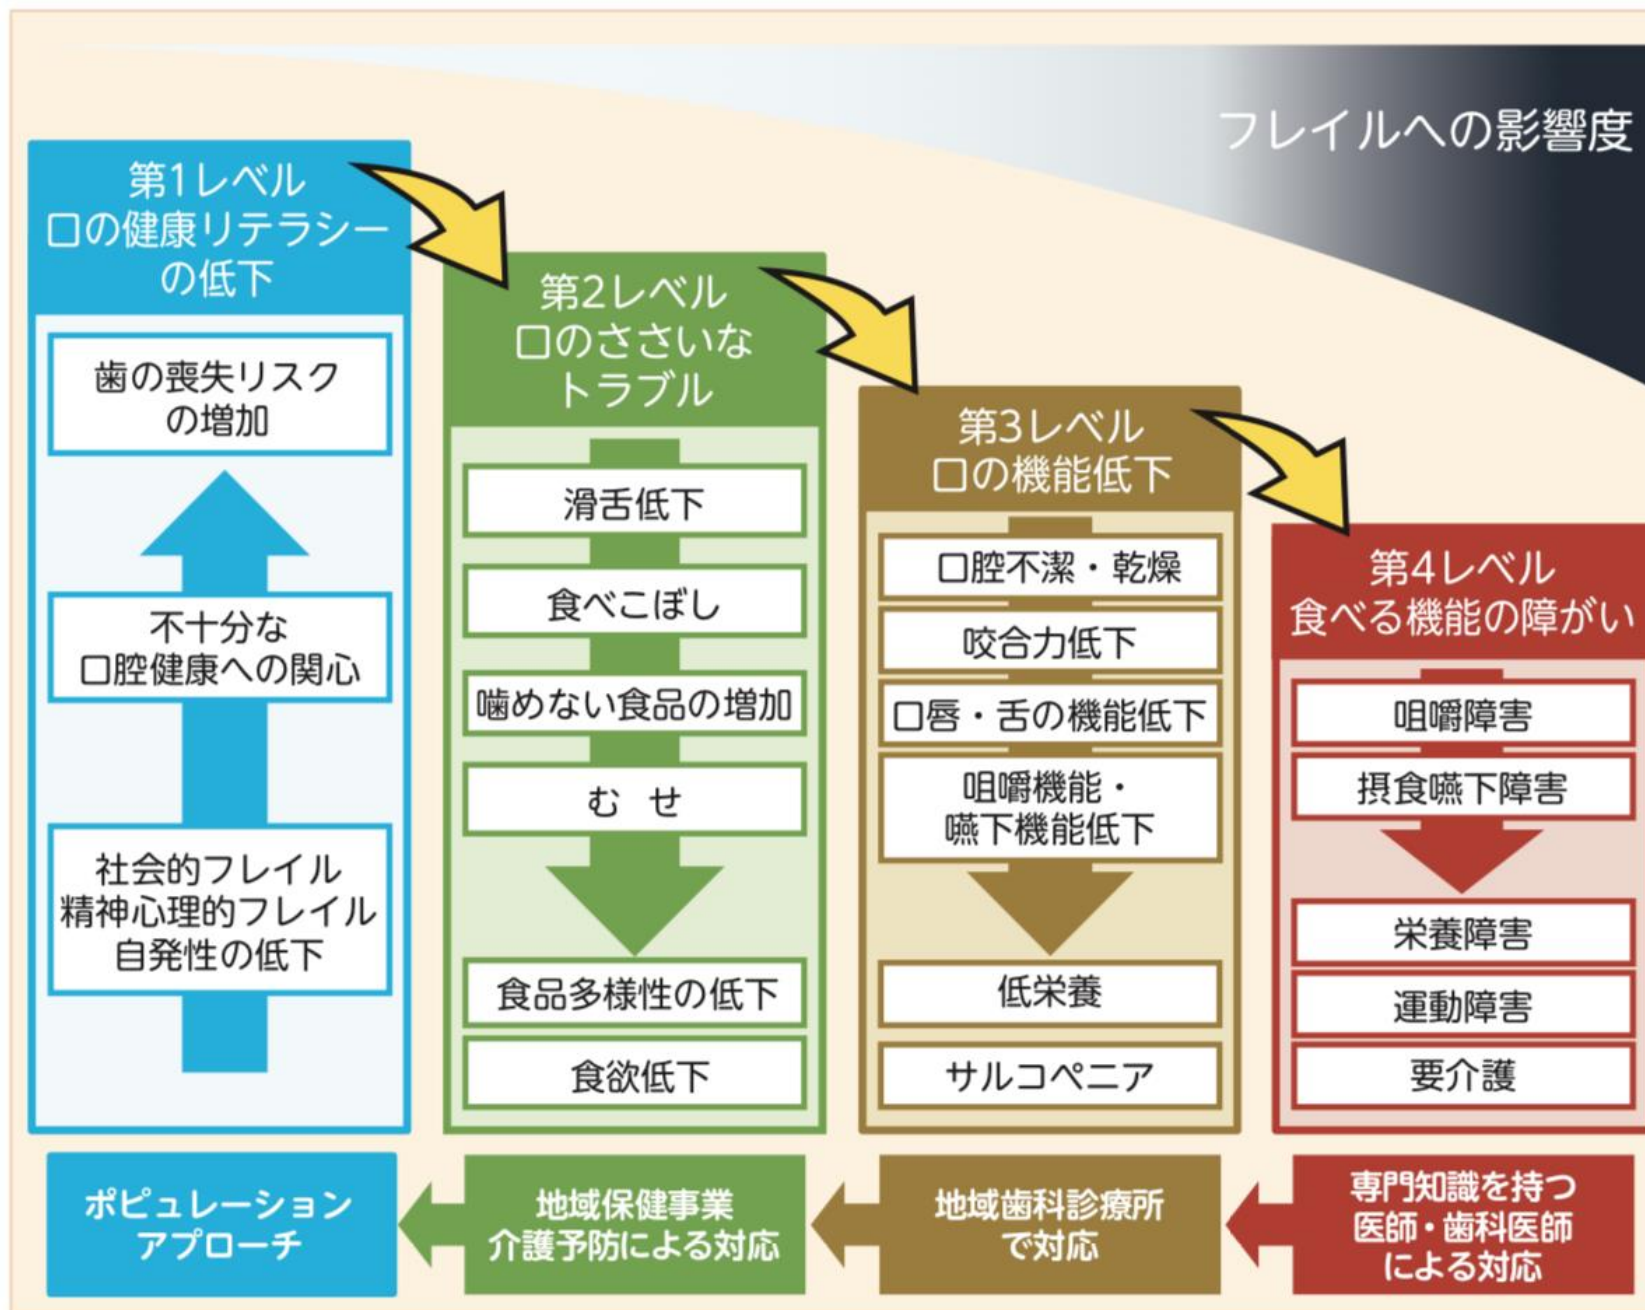 フレイルへの影響度
第1レベル
口の健康リテラシー
の低下
歯の喪失リスク
の増加
不十分な
口腔健康への関心
社会的フレイル
精神心理的フレイル
自発性の低下
ポピュレーション
アプローチ
第2レベル
口のささいな
トラブル
滑舌低下
食べこぼし
噛めない食品の増加
むせ
食品多様性の低下
食欲低下
地域保健事業
介護予防による対応
第3レベル
口の機能低下
口腔不潔・乾燥
咬合力低下
口唇・舌の機能低下
咀嚼機能・
嚥下機能低下
低栄養
サルコペニア
地域歯科診療所
で対応
第4レベル
食べる機能の障がい
咀嚼障害
摂食嚥下障害
栄養障害
運動障害
要介護
専門知識を持つ
医師・歯科医師
による対応